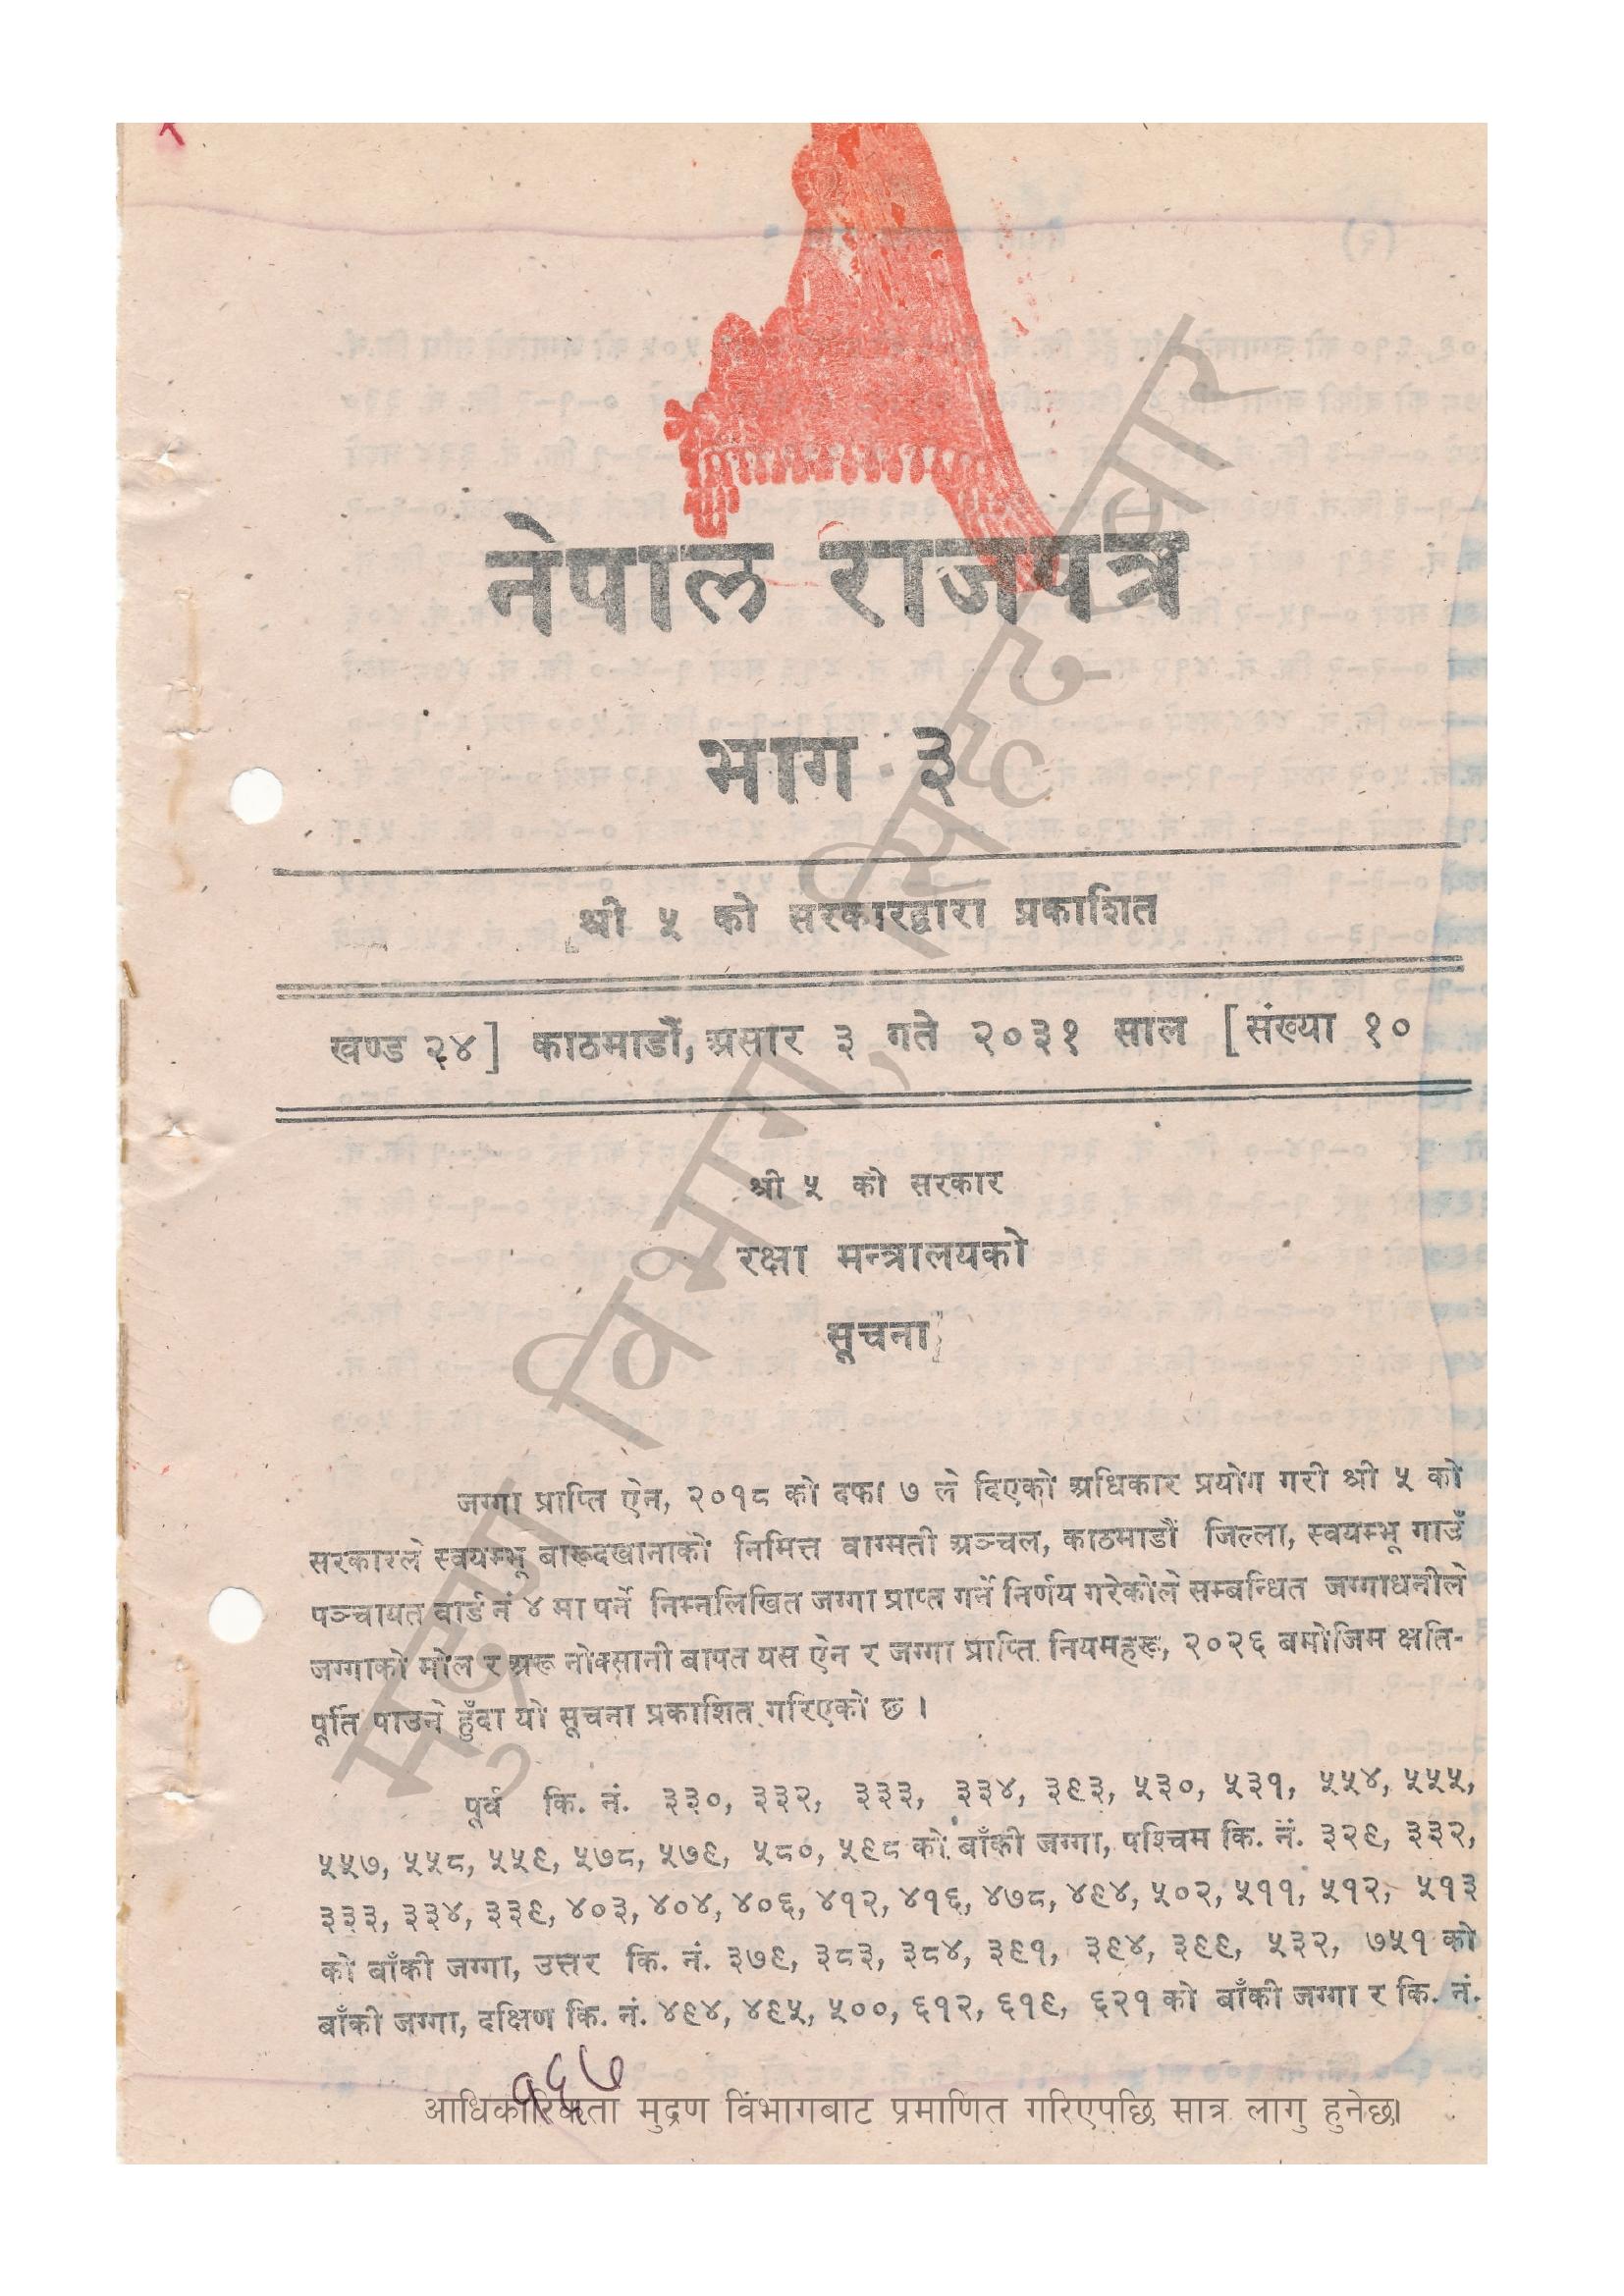 नेपाल राजपत्र
भाग ३
श्री ५ को सरकारद्वारा प्रकाशित
खण्ड २४] काठमाडौं, असार ३ गते २०३१ साल [संख्या १०
श्री ५ को सरकार
रक्षा मन्त्रालयको
सूचना
जग्गा प्राप्ति ऐन, २०१८ को दफा ७ ले दिएको अधिकार प्रयोग गरी श्री ५ को
सरकारले स्वयम्भू बारूदखानाको निमित्त वाग्मती अञ्चल, काठमाडौं जिल्ला, स्वयम्भू गाउँ
पञ्चायत वार्ड नं ४ मा पर्ने निम्नलिखित जग्गा प्राप्त गर्ने निर्णय गरेकोले सम्बन्धित जग्गाधनीले
जग्गाको मोल र अरू नोक्सानी बापत यस ऐन र जग्गा प्राप्ति नियमहरू, २०२६ बमोजिम क्षति-
पूर्ति पाउने हुँदा यो सूचना प्रकाशित गरिएको छ ।
पूर्व कि. नं. ३३०, ३३२, ३३३, ३३४, ३९३, ५३०, ५३१, ५५४, ५५५,
५५७, ५५८, ५५९, ५७८, ५७९, ५८०, ५९८ को बाँकी जग्गा, पश्चिम कि. नं. ३२९, ३३२,
३३३, ३३४, ३३९, ४०३, ४०४, ४०६, ४१२, ४१६, ४७८, ४९४, ५०२, ५११, ५१२, ५१३
को बाँकी जग्गा, उत्तर कि. नं. ३७९, ३८३, ३८४, ३९१, ३९४, ३९९, ५३२, ७५१ को
बाँकी जग्गा, दक्षिण कि. नं. ४९४, ४९५, ५००, ६१२, ६१९, ६२१ को बाँकी जग्गा र कि. नं.
१६७
आधिकारिकता मुद्रण विभागबाट प्रमाणित गरिएपछि मात्र लागु हुनेछ।
मुद्रण विभाग, सिंहदरबार